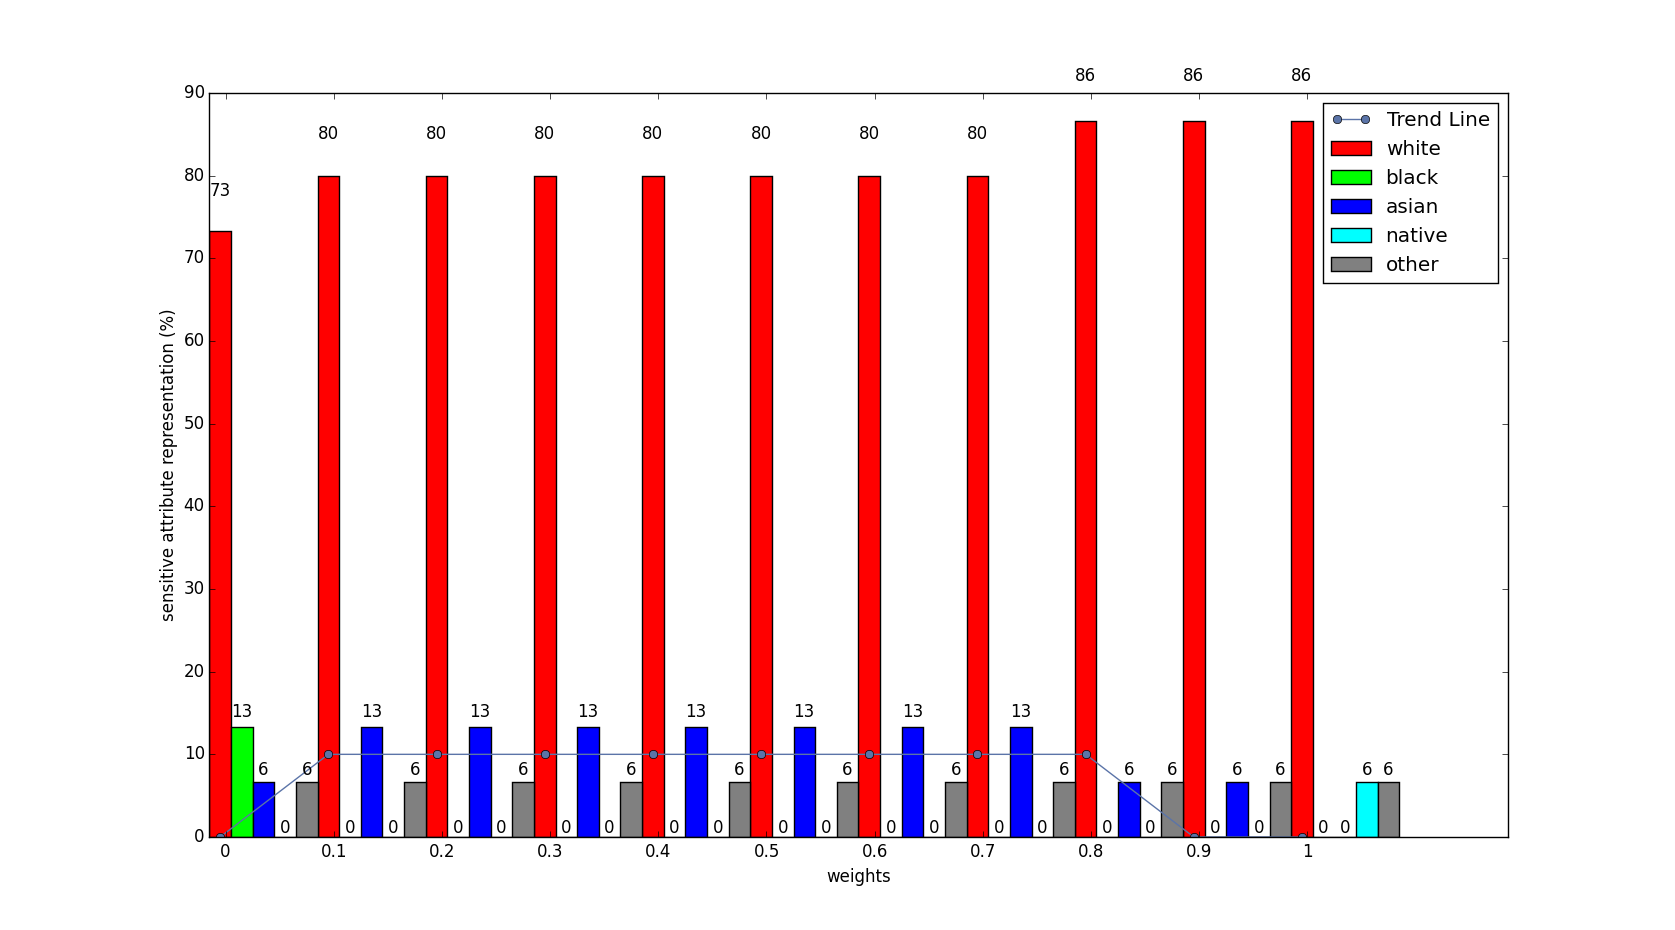 86 86 86
90
80 80 80 80 80 80 80
80
73
70
60
50
40
30
20
13 13 13 13 13 13 13 13
10
6 6 6 6 6 6 6 6 6 6 6 6 6 6 6
0
0 0 0 0 0 0 0 0 0 0 0 0 0 0 0 0 0 0 0 0 0 0 0
0 0.1 0.2 0.3 0.4 0.5 0.6 0.7 0.8 0.9 1
weights
sensitive attribute representation (%)
Trend Line
white
black
asian
native
other